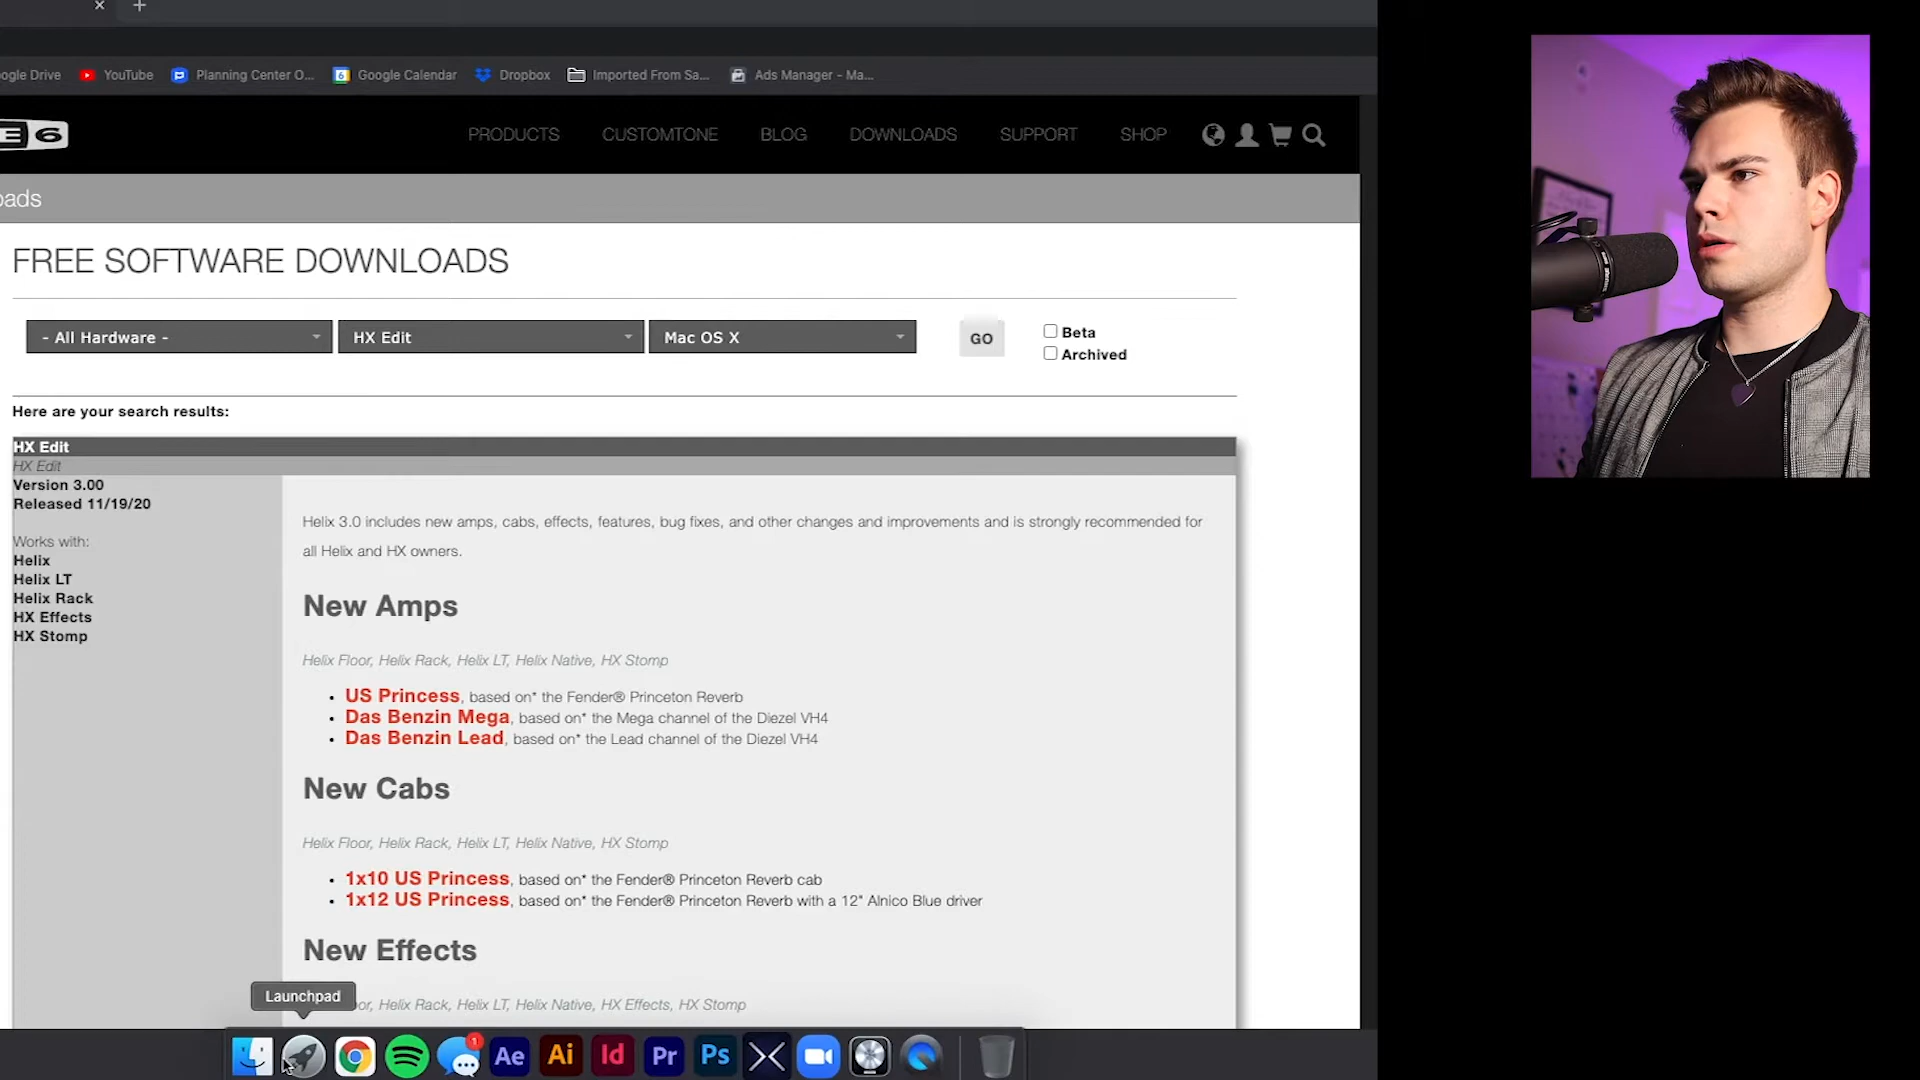 ogle Drive YouTube Planning Center O... Google Calendar Dropbox Imported From Sa... Ads Manager - Ma...
E6 PRODUCTS CUSTOMTONE BLOG DOWNLOADS SUPPORT SHOP
oads
FREE SOFTWARE DOWNLOADS
- All Hardware - HX Edit Mac OS X GO Beta
Archived
Here are your search results:
HX Edit
HX Edit
Version 3.00
Released 11/19/20
Works with:
Helix
Helix LT
Helix Rack
HX Effects
HX Stomp
Helix 3.0 includes new amps, cabs, effects, features, bug fixes, and other changes and improvements and is strongly recommended for
all Helix and HX owners.
New Amps
Helix Floor, Helix Rack, Helix LT, Helix Native, HX Stomp
• US Princess, based on* the Fender® Princeton Reverb
• Das Benzin Mega, based on* the Mega channel of the Diezel VH4
• Das Benzin Lead, based on* the Lead channel of the Diezel VH4
New Cabs
Helix Floor, Helix Rack, Helix LT, Helix Native, HX Stomp
• 1x10 US Princess, based on* the Fender® Princeton Reverb cab
• 1x12 US Princess, based on* the Fender® Princeton Reverb with a 12" Alnico Blue driver
New Effects
oor, Helix Rack, Helix LT, Helix Native, HX Effects, HX Stomp
Launchpad
1
Ae Ai Id Pr Ps